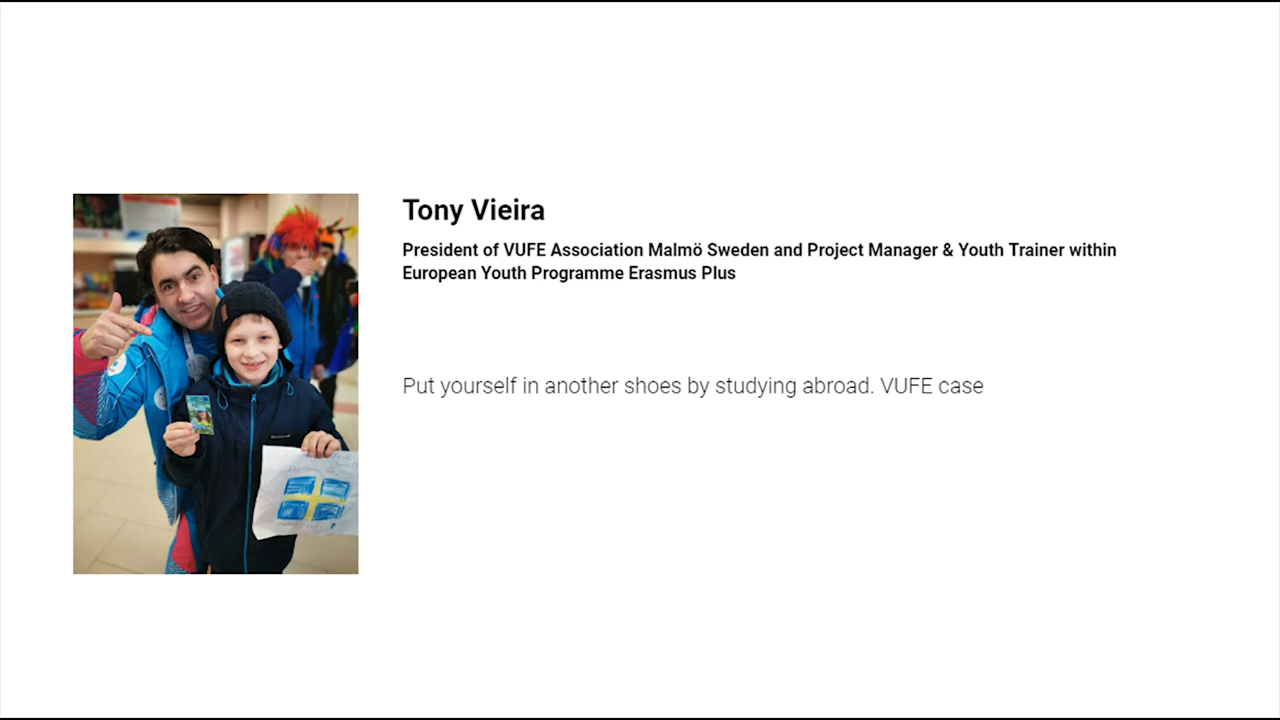 Tony Vieira
President of VUFE Association Malmö Sweden and Project Manager & Youth Trainer within
European Youth Programme Erasmus Plus
Put yourself in another shoes by studying abroad. VUFE case